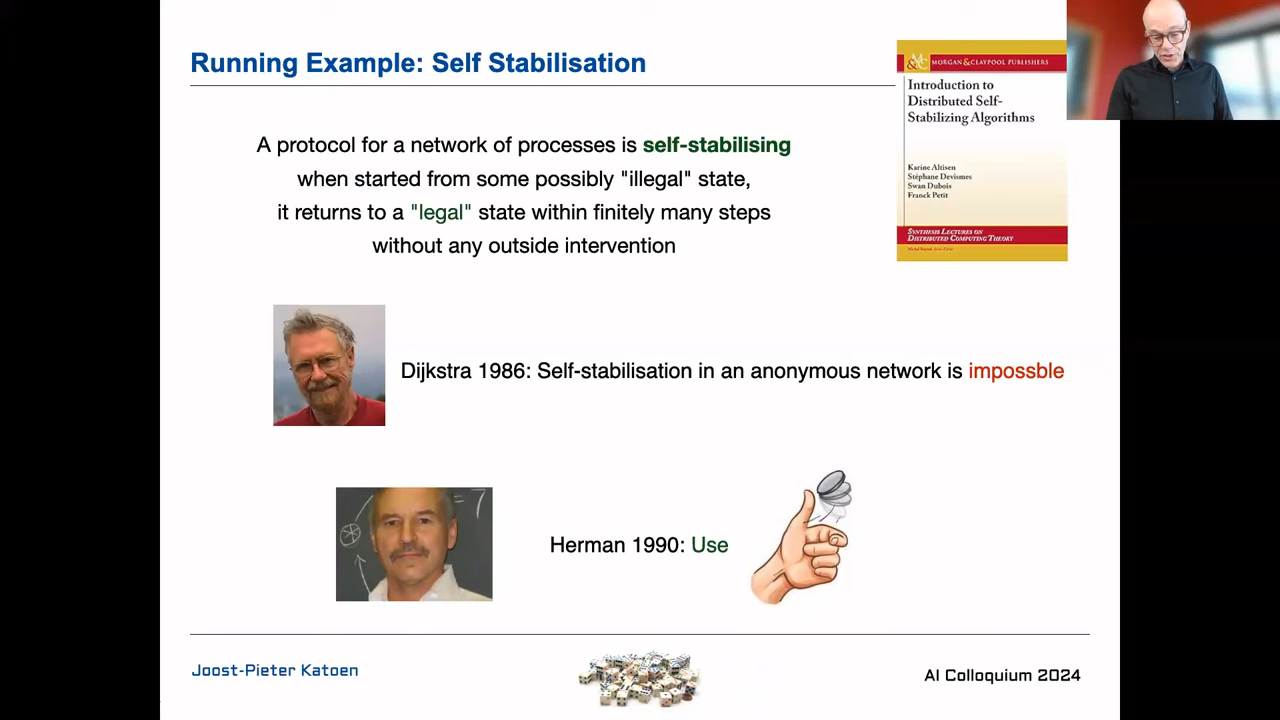 Running Example: Self Stabilisation
M&C MORGAN & CLAYPOOL PUBLISHERS
Introduction to
Distributed Self-
Stabilizing Algorithms
Karine Altisen
Stéphane Devismes
Swan Dubois
Franck Petit
SYNTHESIS LECTURES ON
DISTRIBUTED COMPUTING THEORY
A protocol for a network of processes is self-stabilising
when started from some possibly "illegal" state,
it returns to a "legal" state within finitely many steps
without any outside intervention
Dijkstra 1986: Self-stabilisation in an anonymous network is impossble
= 7
Herman 1990: Use
Joost-Pieter Katoen
AI Colloquium 2024